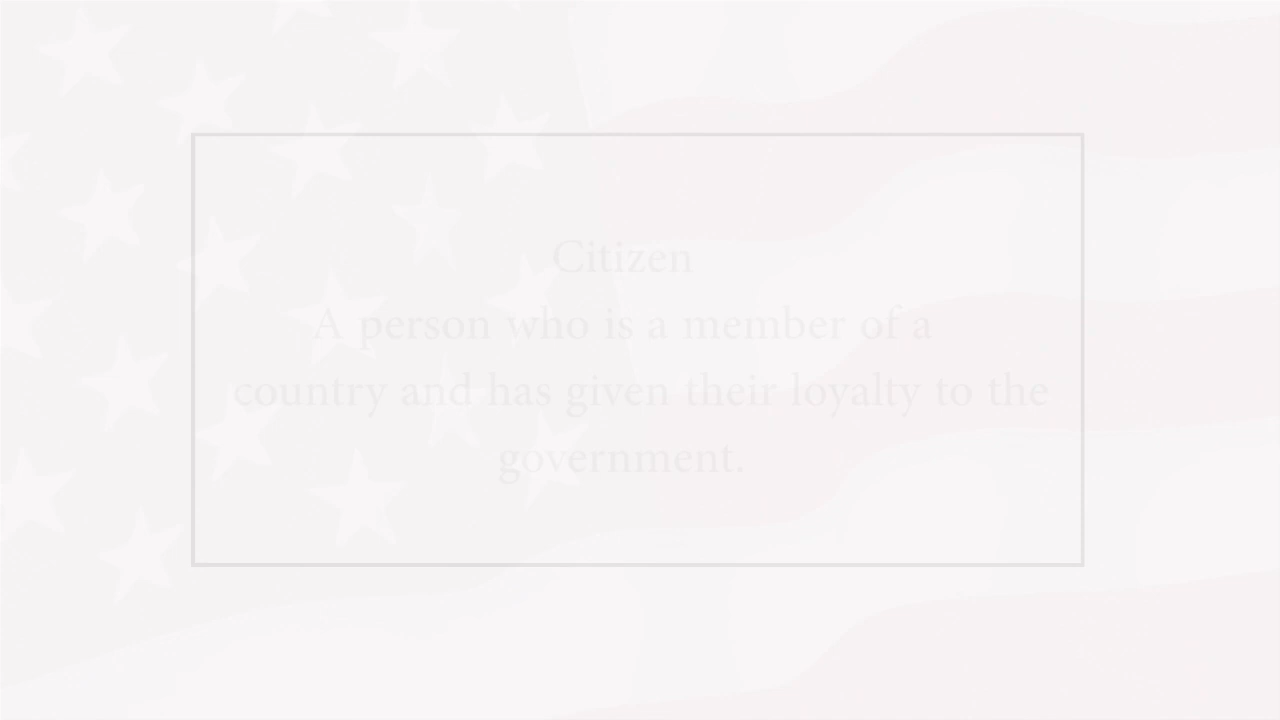 Citizen
A person who is a member of a
country and has given their loyalty to the
government.